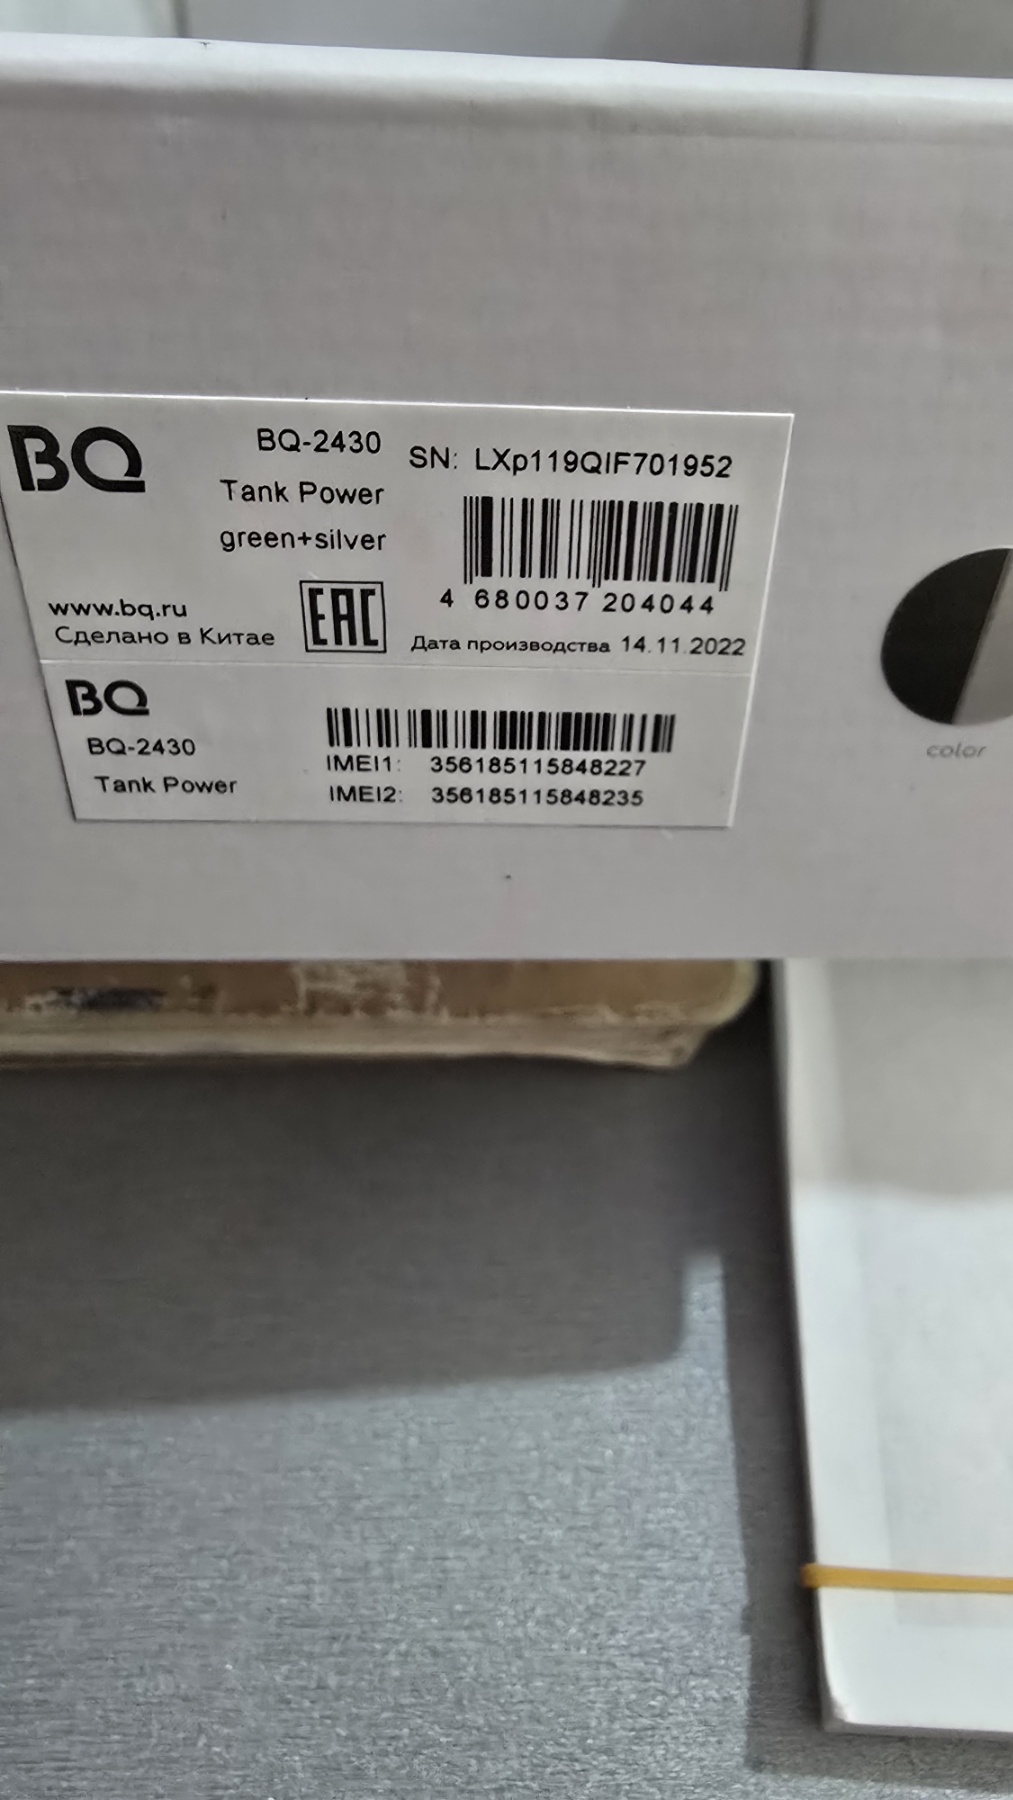 BQ
BQ-2430
Tank Power
green+silver
SN: LXp119QIF701952
4 680037 204044
www.bq.ru
Сделано в Китае
EAC
Дата производства 14.11.2022
BQ
BQ-2430
Tank Power
IMEI1: 356185115848227
IMEI2: 356185115848235
color